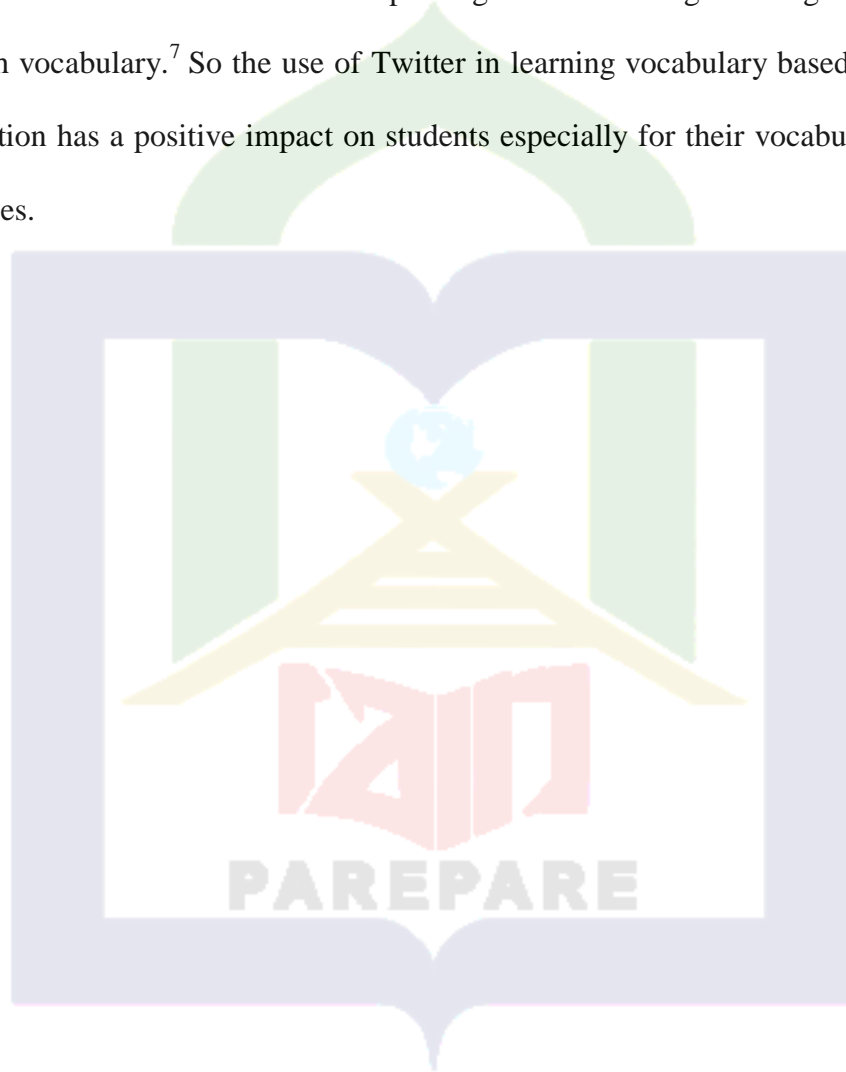 n vocabulary.7 So the use of Twitter in learning vocabulary based
tion has a positive impact on students especially for their vocabu
es.
PAREPARE